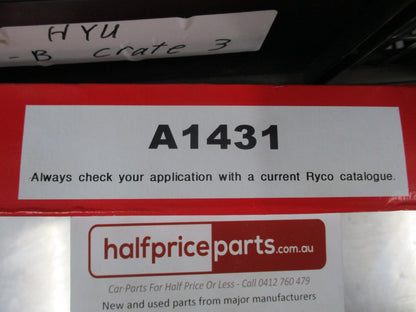 HYU
-B crate 3
A1431
Always check your application with a current Ryco catalogue.
halfpriceparts.com.au
Car-Parts For Half Price Or Less - Call 0412 760 479
New and used parts from major manufacturers